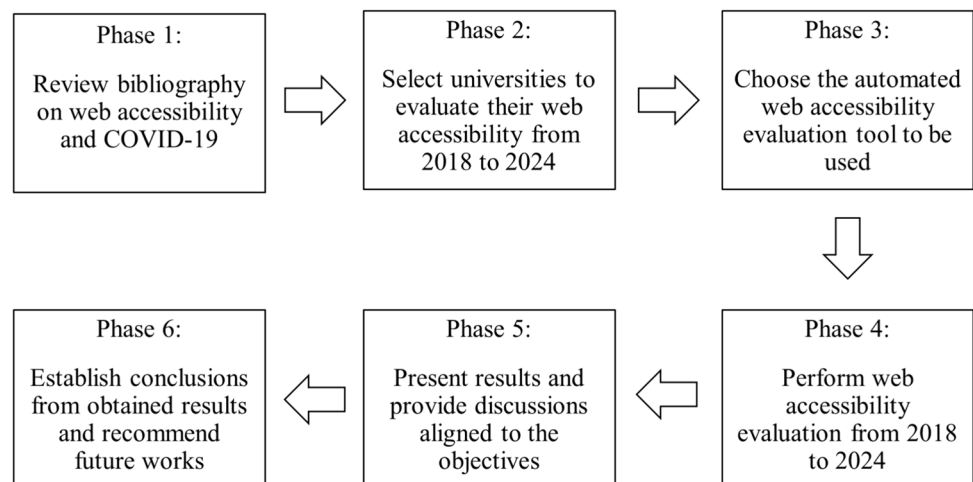 Phase 1:
Review bibliography
on web accessibility
and COVID-19
Phase 2:
Select universities to
evaluate their web
accessibility from
2018 to 2024
Phase 3:
Choose the automated
web accessibility
evaluation tool to be
used
Phase 4:
Perform web
accessibility
evaluation from 2018
to 2024
Phase 5:
Present results and
provide discussions
aligned to the
objectives
Phase 6:
Establish conclusions
from obtained results
and recommend
future works